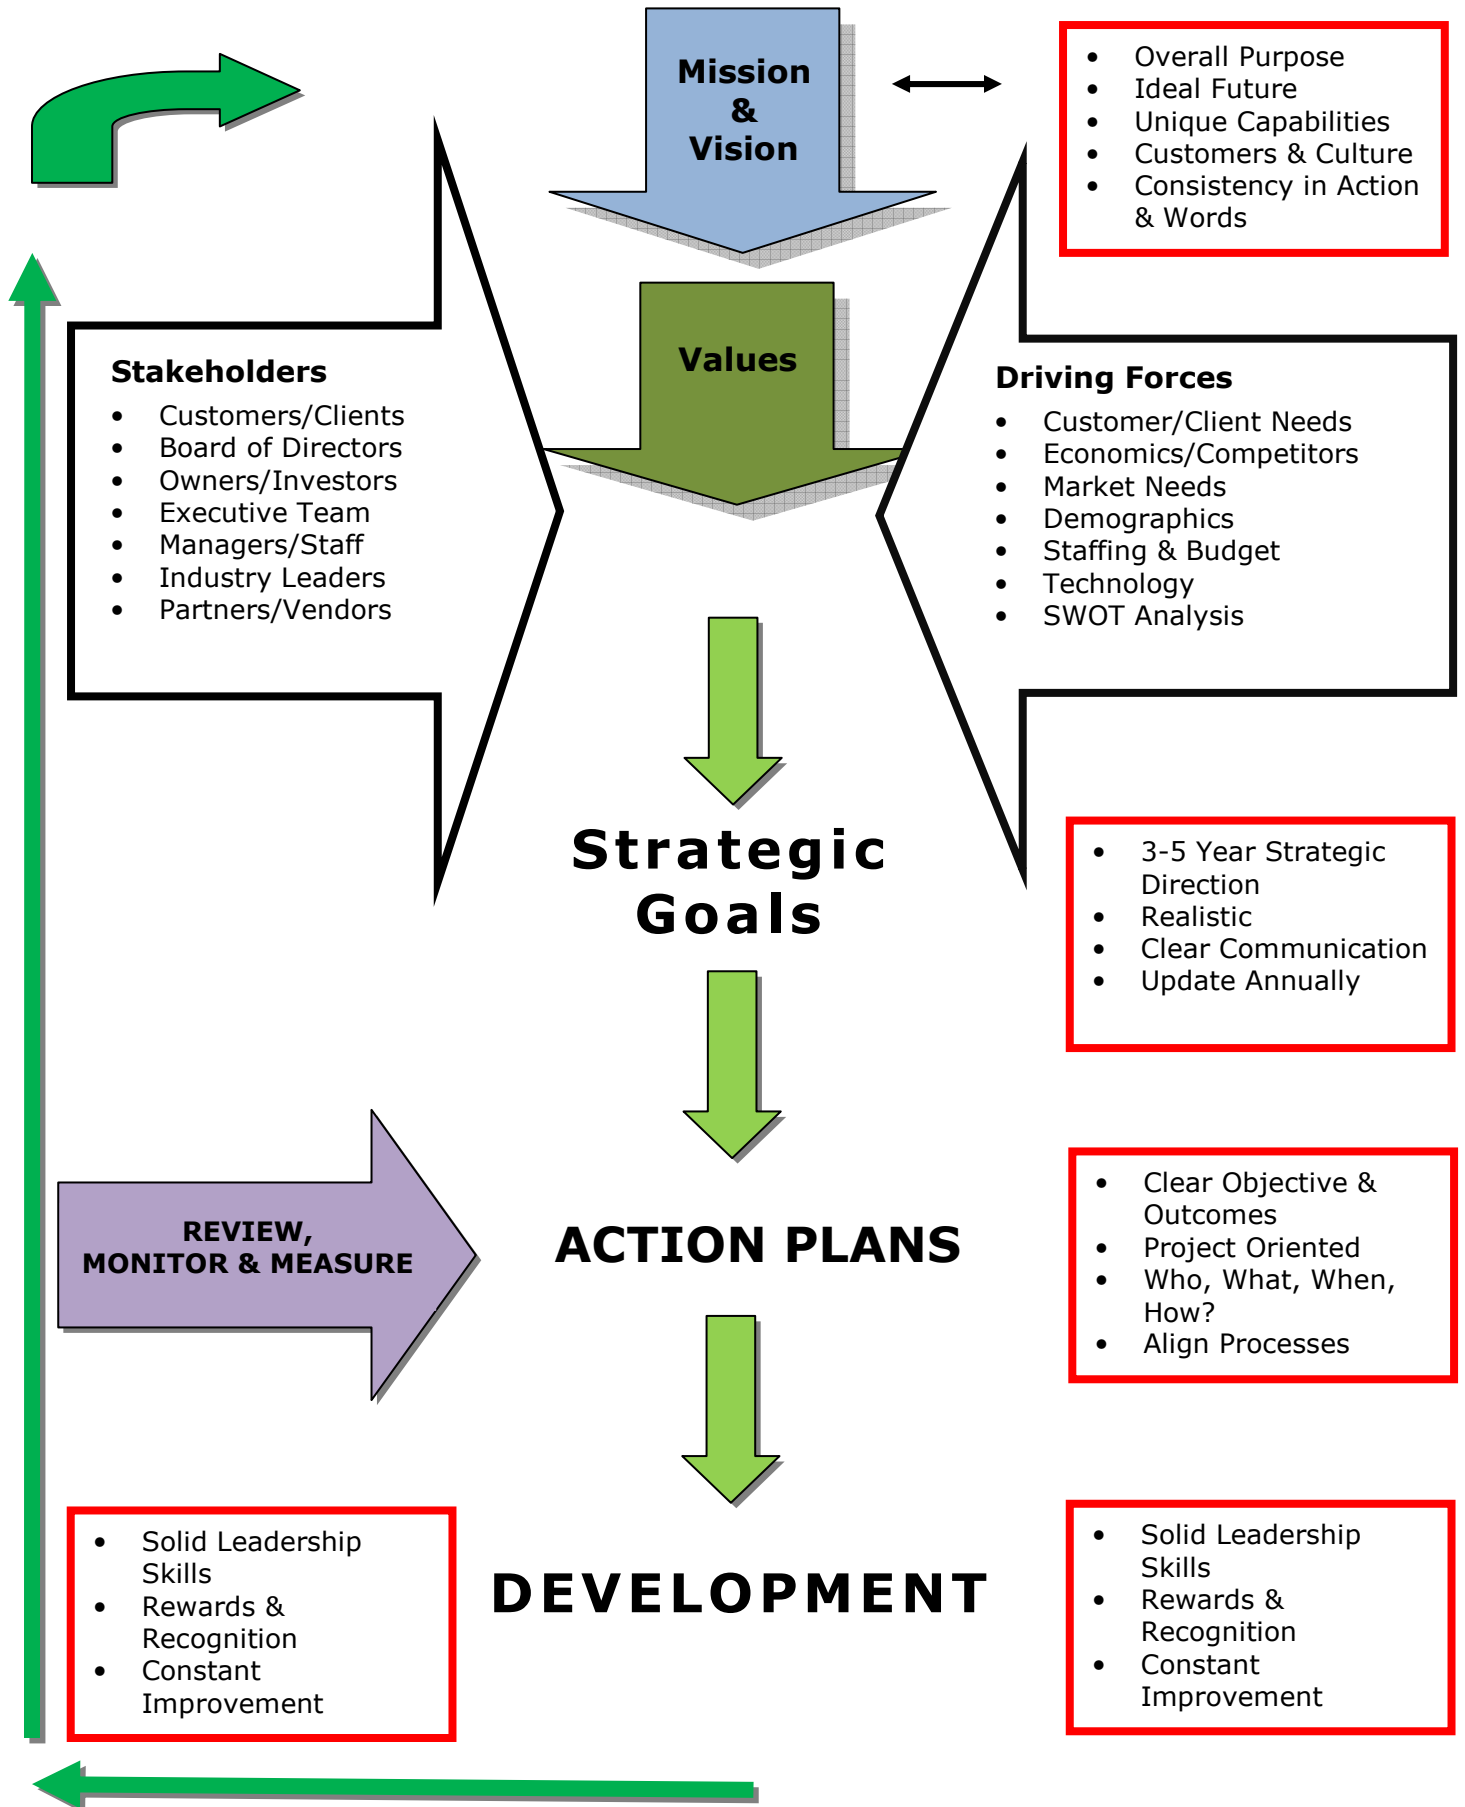 Mission
&
Vision
• Overall Purpose
• Ideal Future
• Unique Capabilities
• Customers & Culture
• Consistency in Action
& Words
Values
Stakeholders
• Customers/Clients
• Board of Directors
• Owners/Investors
• Executive Team
• Managers/Staff
• Industry Leaders
• Partners/Vendors
Driving Forces
• Customer/Client Needs
• Economics/Competitors
• Market Needs
• Demographics
• Staffing & Budget
• Technology
• SWOT Analysis
Strategic
Goals
• 3-5 Year Strategic
Direction
• Realistic
• Clear Communication
• Update Annually
REVIEW,
MONITOR & MEASURE
ACTION PLANS
• Clear Objective &
Outcomes
• Project Oriented
• Who, What, When,
How?
• Align Processes
• Solid Leadership
Skills
• Rewards &
Recognition
• Constant
Improvement
DEVELOPMENT
• Solid Leadership
Skills
• Rewards &
Recognition
• Constant
Improvement